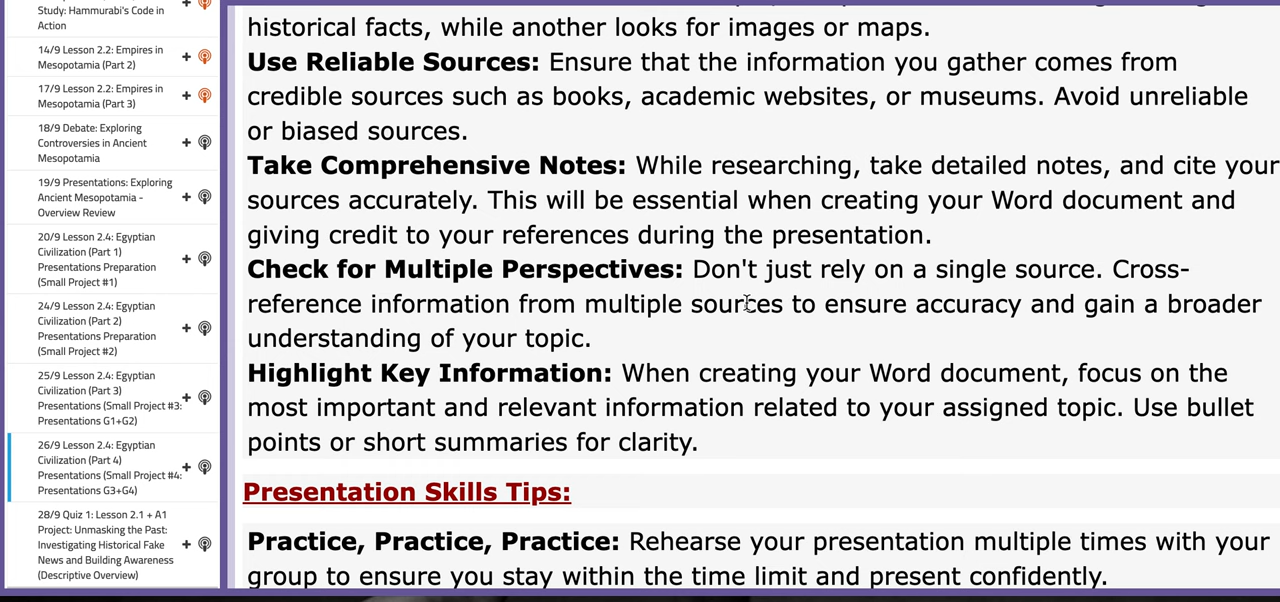 Study: Hammurabi's Code in
Action
14/9 Lesson 2.2: Empires in
Mesopotamia (Part 2)
17/9 Lesson 2.2: Empires in
Mesopotamia (Part 3)
18/9 Debate: Exploring
Controversies in Ancient
Mesopotamia
19/9 Presentations: Exploring
Ancient Mesopotamia -
Overview Review
20/9 Lesson 2.4: Egyptian
Civilization (Part 1)
Presentations Preparation
(Small Project #1)
24/9 Lesson 2.4: Egyptian
Civilization (Part 2)
Presentations Preparation
(Small Project #2)
25/9 Lesson 2.4: Egyptian
Civilization (Part 3)
Presentations (Small Project #3:
Presentations G1+G2)
26/9 Lesson 2.4: Egyptian
Civilization (Part 4)
Presentations (Small Project #4:
Presentations G3+G4)
28/9 Quiz 1: Lesson 2.1 + A1
Project: Unmasking the Past:
Investigating Historical Fake
News and Building Awareness
(Descriptive Overview)
historical facts, while another looks for images or maps.
Use Reliable Sources: Ensure that the information you gather comes from
credible sources such as books, academic websites, or museums. Avoid unreliable
or biased sources.
Take Comprehensive Notes: While researching, take detailed notes, and cite your
sources accurately. This will be essential when creating your Word document and
giving credit to your references during the presentation.
Check for Multiple Perspectives: Don't just rely on a single source. Cross-
reference information from multiple sources to ensure accuracy and gain a broader
understanding of your topic.
Highlight Key Information: When creating your Word document, focus on the
most important and relevant information related to your assigned topic. Use bullet
points or short summaries for clarity.
Presentation Skills Tips:
Practice, Practice, Practice: Rehearse your presentation multiple times with your
group to ensure you stay within the time limit and present confidently.